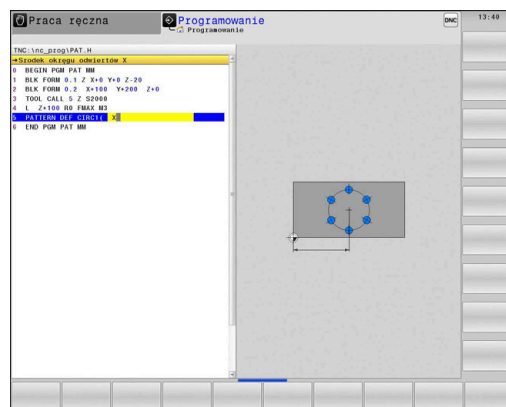 Praca ręczna
Programowanie
Programowanie
DNC
13:40
TNC:\nc_prog\PAT.H
→Srodek okręgu odwiertów X
0 BEGIN PGM PAT MM
1 BLK FORM 0.1 Z X+0 Y+0 Z-20
2 BLK FORM 0.2 X+100 Y+200 Z+0
3 TOOL CALL 5 Z S2000
4 L Z+100 R0 FMAX M3
5 PATTERN DEF CIRC1( X
6 END PGM PAT MM